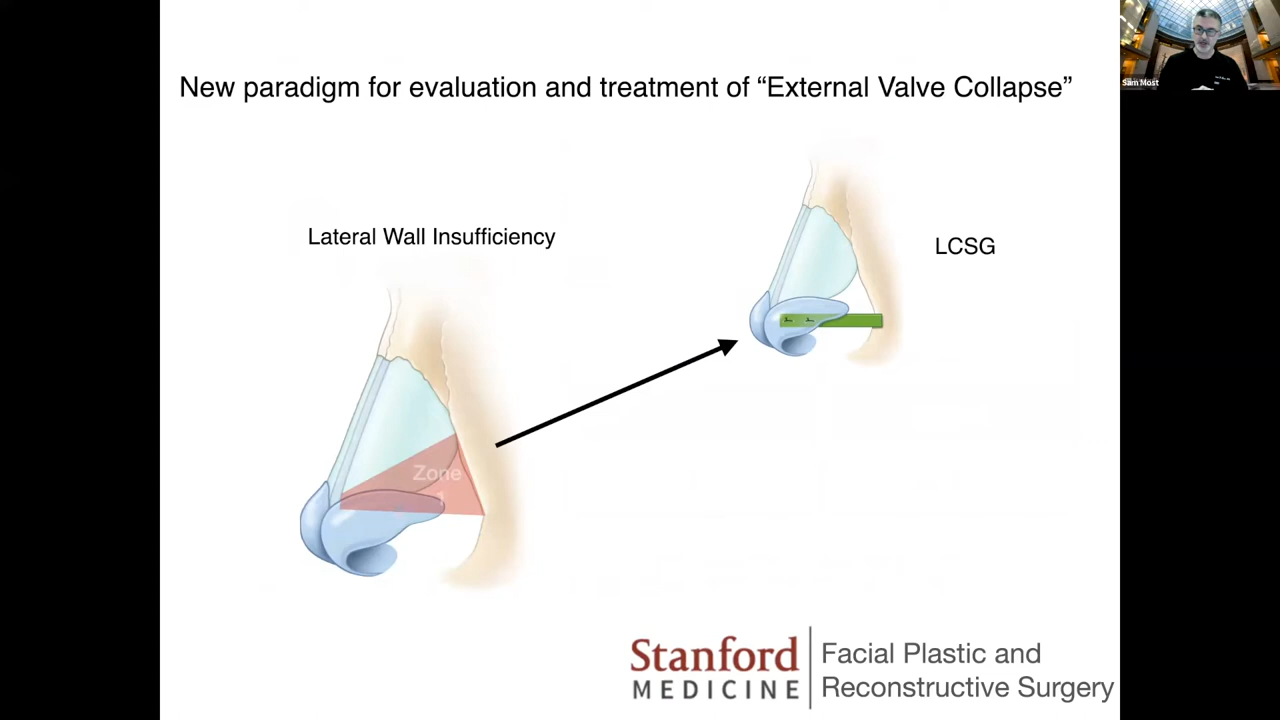 New paradigm for evaluation and treatment of “External Valve Collapse”
Sam Most
Lateral Wall Insufficiency
LCSG
Zone
1
Stanford
MEDICINE
Facial Plastic and
Reconstructive Surgery